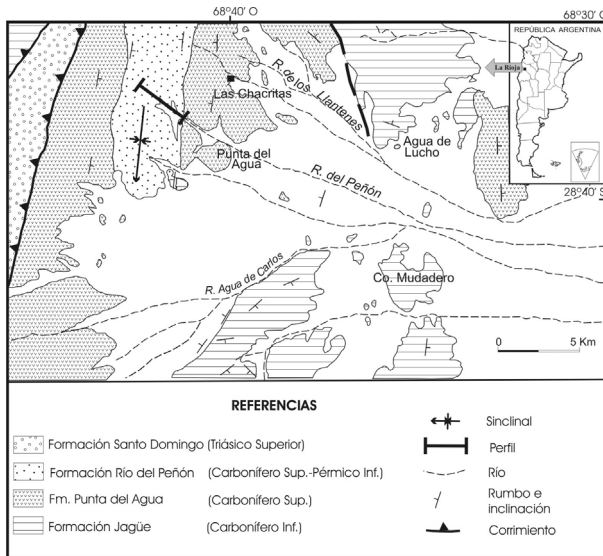 68°40' O
68°30' O
REPÚBLICA ARGENTINA
La Rioja
R. de los Llantenes
Las Chacritas
Agua de
Lucho
Punta del
Agua
R. del Peñón
28°40' S
R. Agua de Carlos
Co. Mudadero
0 5 Km
REFERENCIAS
Formación Santo Domingo (Triásico Superior)
Formación Río del Peñón (Carbonífero Sup.-Pérmico Inf.)
Fm. Punta del Agua (Carbonífero Sup.)
Formación Jagüe (Carbonífero Inf.)
Sinclinal
Perfil
Río
Rumbo e
inclinación
Corrimiento